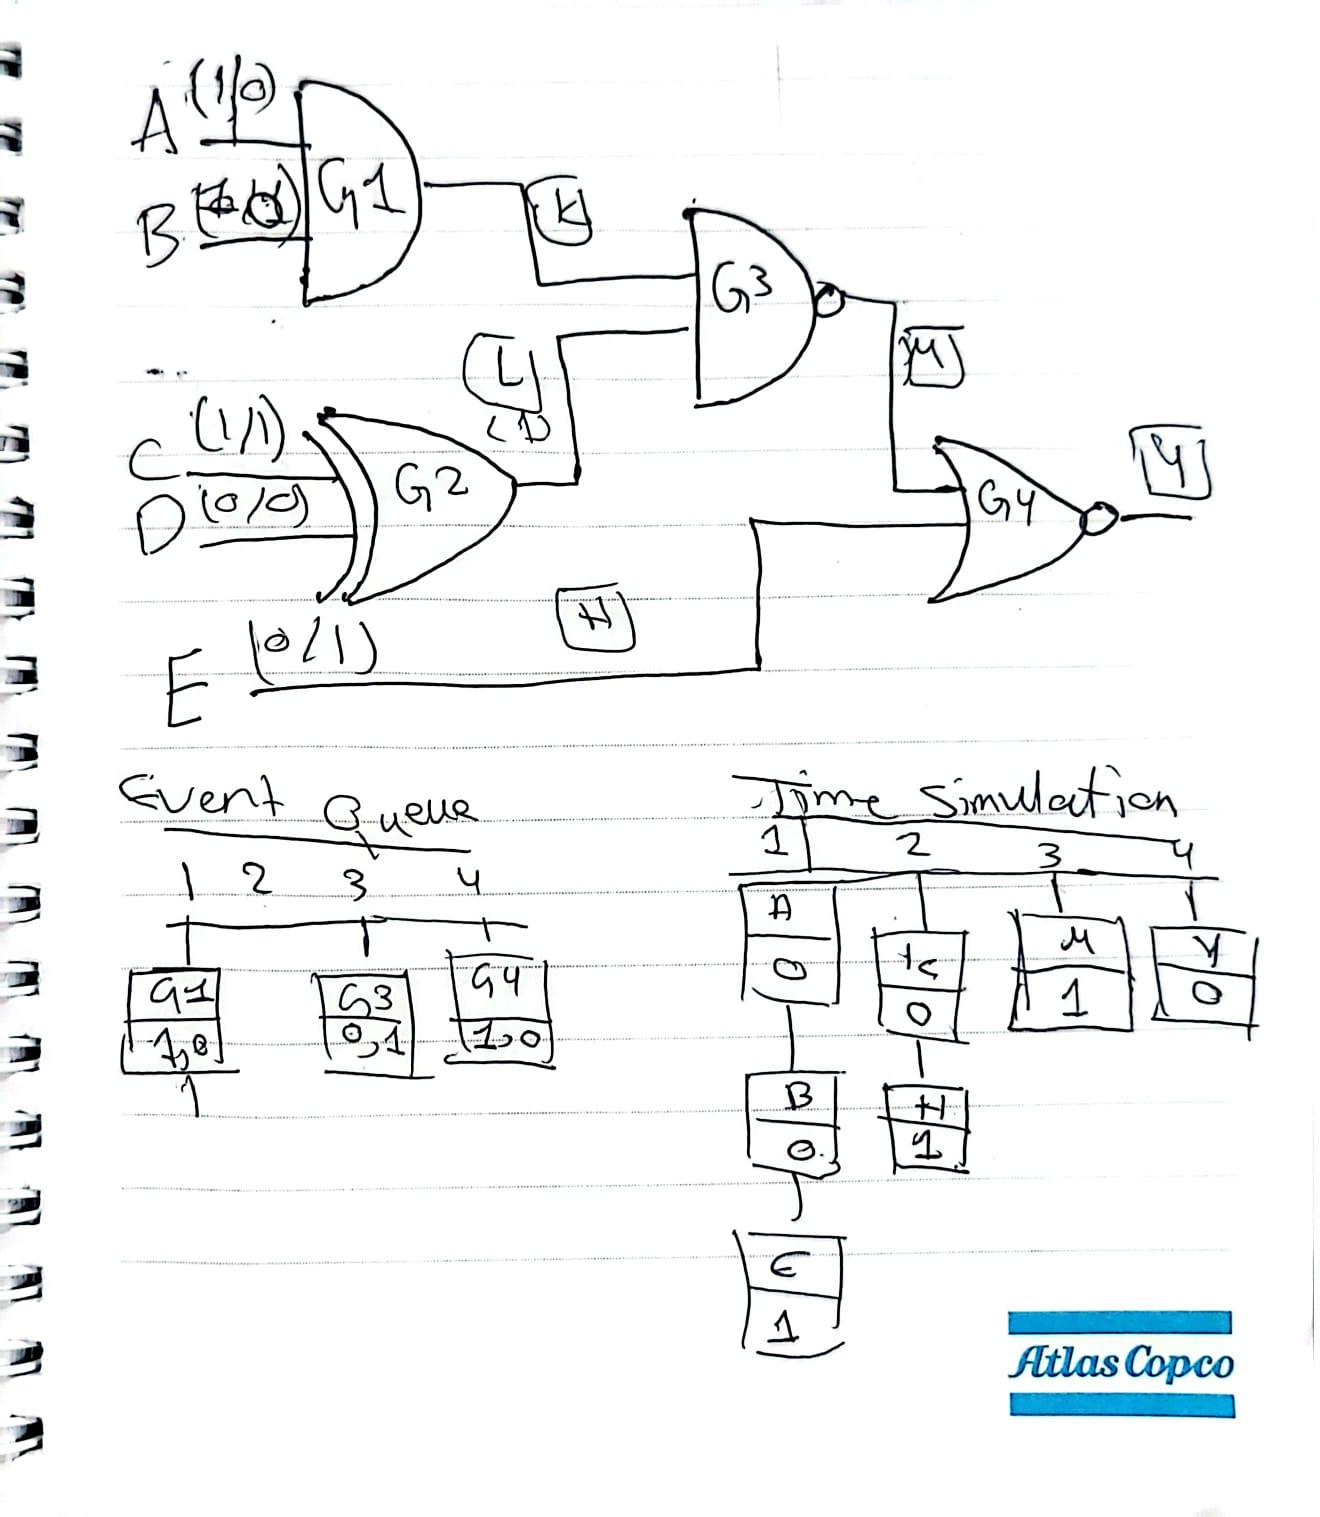 A (1/0)
B
G1
K
G3
L
(1)
M
C (1/1)
D (0/0)
G2
G4
Y
H
E (0/1)
Event Queue
1 2 3 4
G1
1,0
1
G3
0,1
G4
1,0
Time Simulation
1 2 3 4
A
0
K
0
M
1
Y
0
B
0
H
1
E
1
Atlas Copco